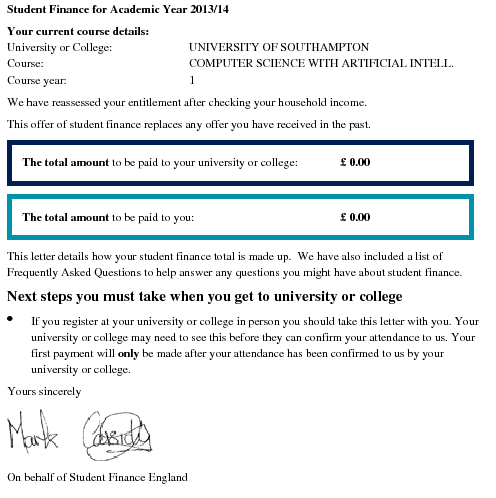 Student Finance for Academic Year 2013/14
Your current course details:
University or College: UNIVERSITY OF SOUTHAMPTON
Course: COMPUTER SCIENCE WITH ARTIFICIAL INTELL.
Course year: 1
We have reassessed your entitlement after checking your household income.
This offer of student finance replaces any offer you have received in the past.
The total amount to be paid to your university or college: £ 0.00
The total amount to be paid to you: £ 0.00
This letter details how your student finance total is made up. We have also included a list of
Frequently Asked Questions to help answer any questions you might have about student finance.
Next steps you must take when you get to university or college
• If you register at your university or college in person you should take this letter with you. Your
university or college may need to see this before they can confirm your attendance to us. Your
first payment will only be made after your attendance has been confirmed to us by your
university or college.
Yours sincerely
Mark Cassidy
On behalf of Student Finance England